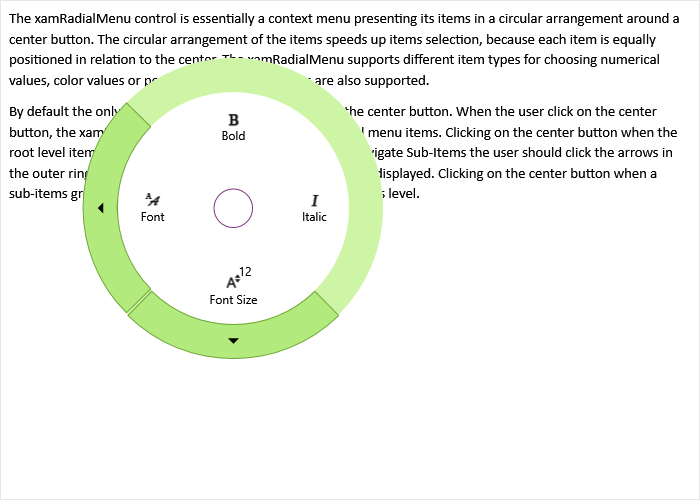 The xamRadialMenu control is essentially a context menu presenting its items in a circular arrangement around a
center button. The circular arrangement of the items speeds up items selection, because each item is equally
positioned in relation to the center. The xamRadialMenu supports different item types for choosing numerical
values, color values or are also supported.
By default the only the center button. When the user click on the center
button, the xam menu items. Clicking on the center button when the
root level item Sub-Items the user should click the arrows in
the outer ring displayed. Clicking on the center button when a
sub-items gr level.
B
Bold
Font
I
Italic
A 12
Font Size